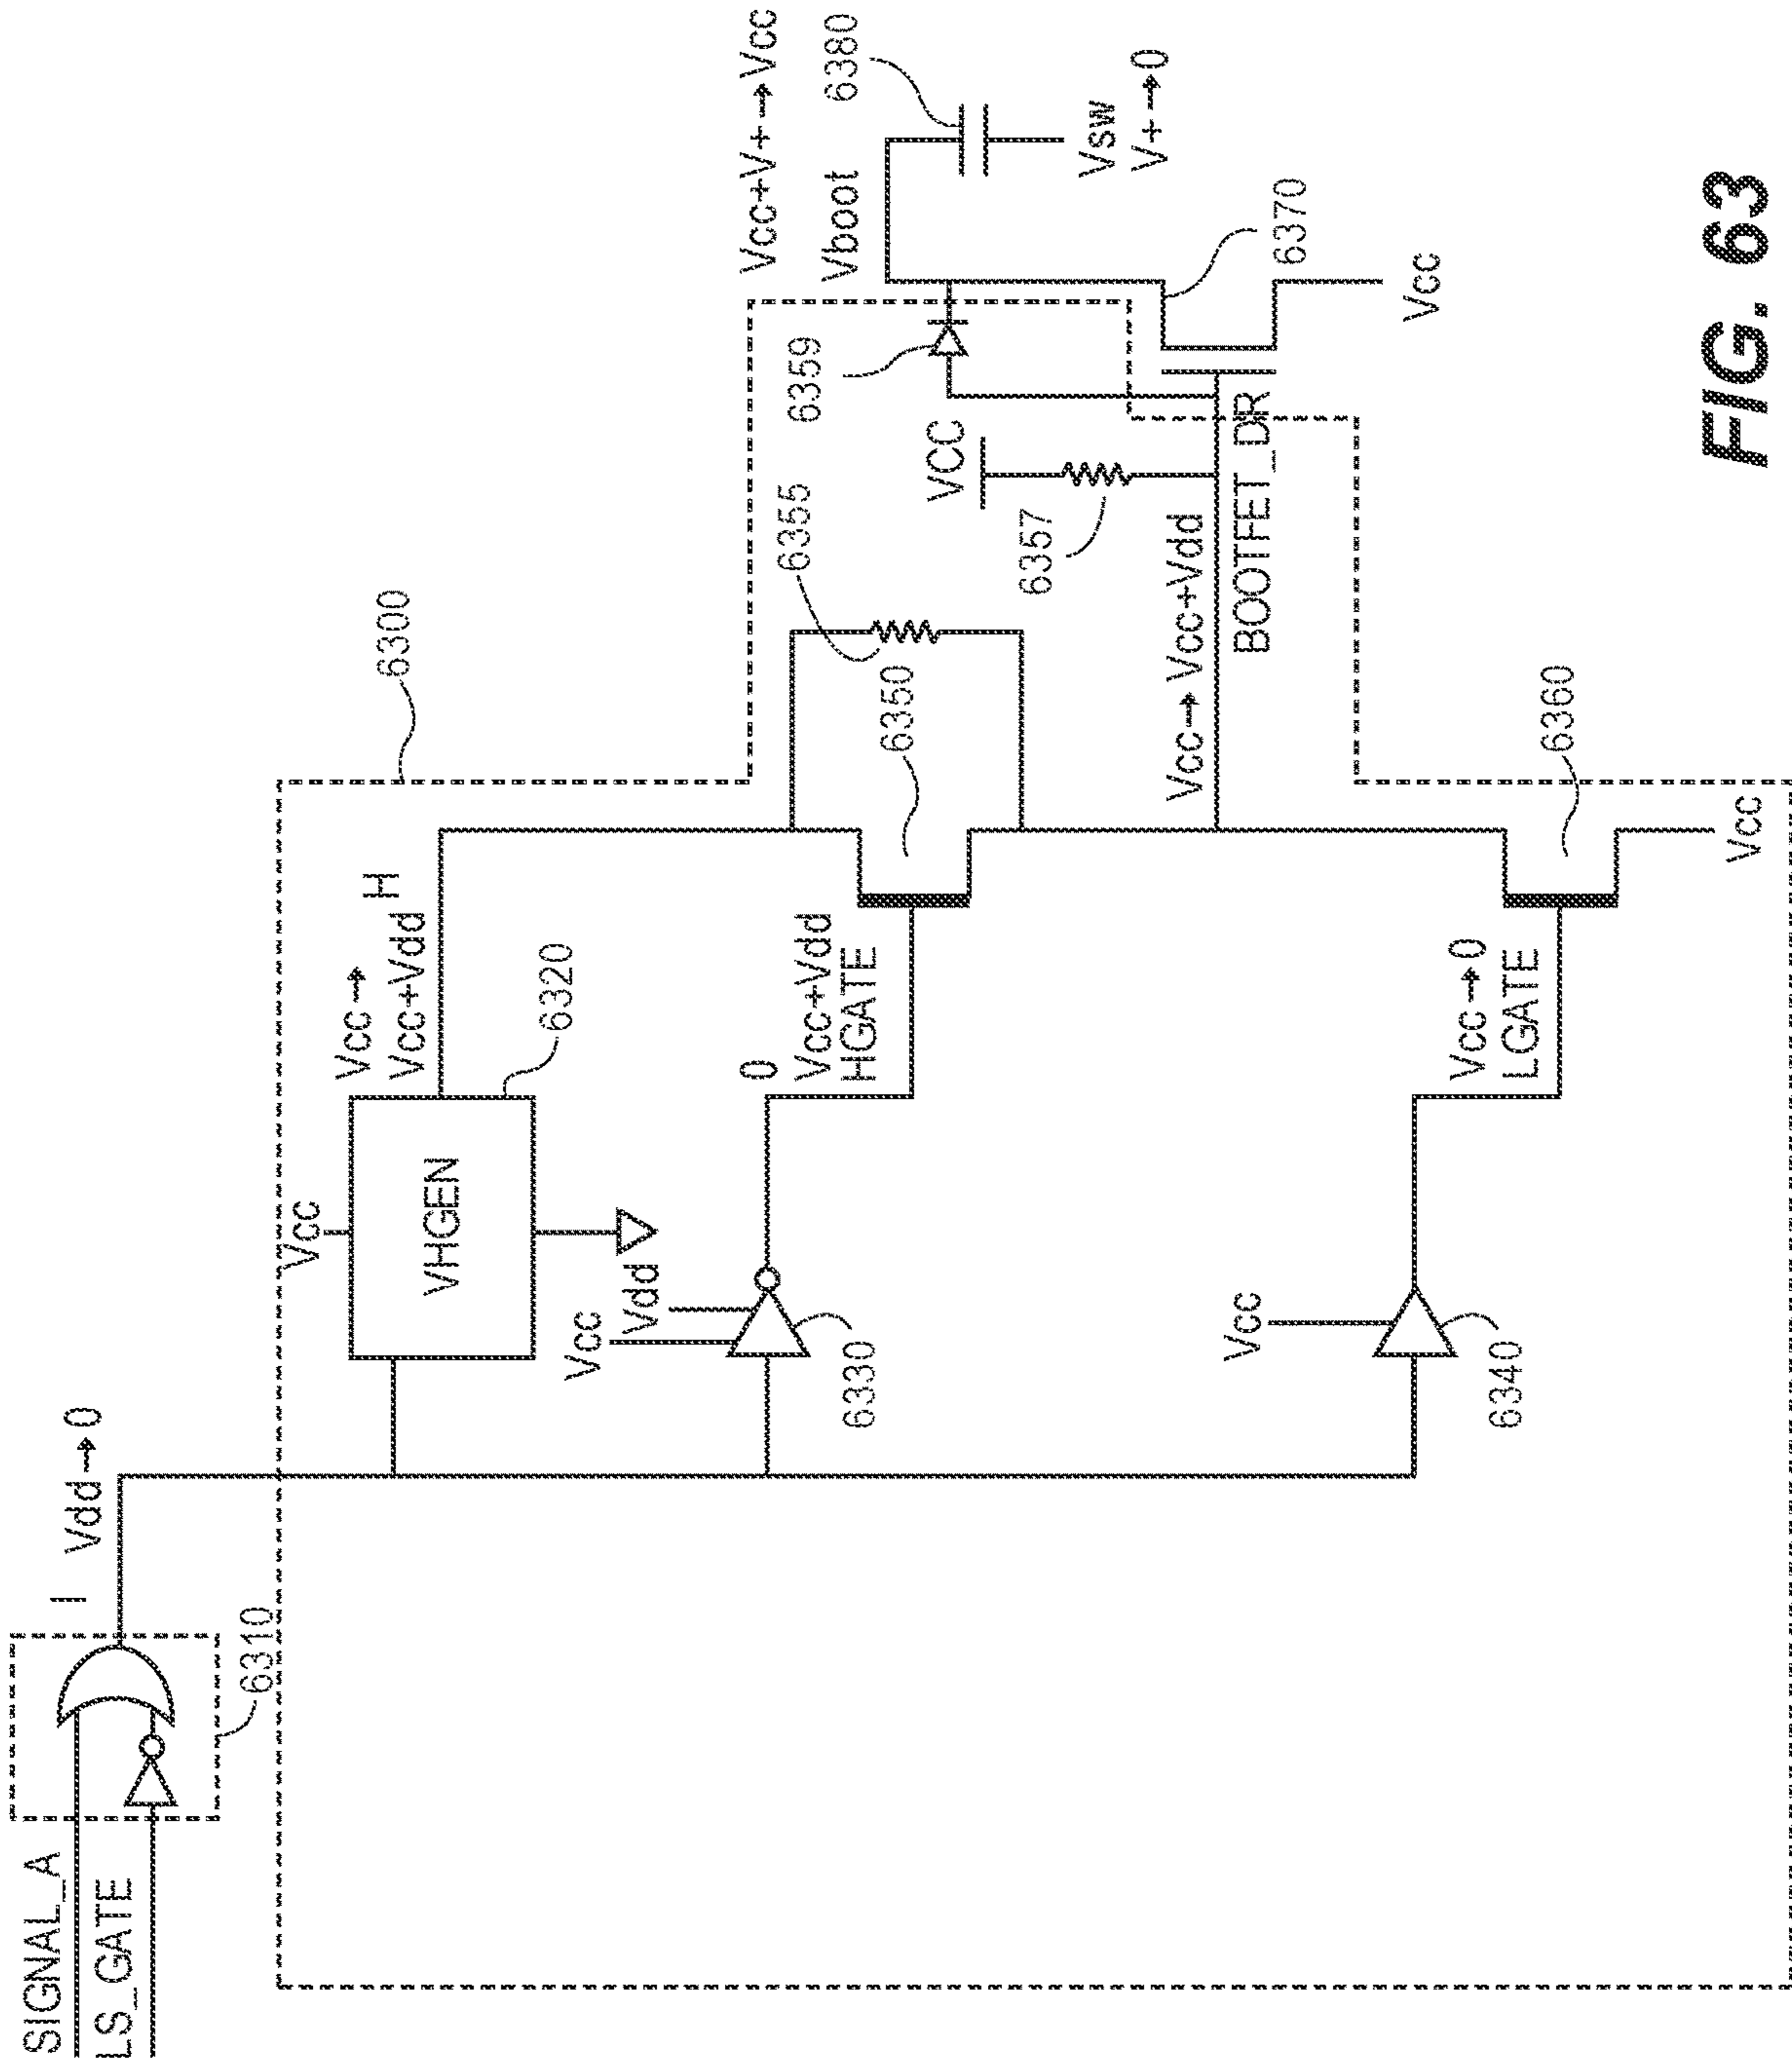 SIGNAL_A
LS_GATE
6310
I
Vdd→0
6300
Vcc
VHGEN
6320
Vcc→
Vcc+Vdd
H
Vcc
Vdd
6330
0
Vcc+Vdd
HGATE
6350
6355
VCC
6357
6359
Vcc+V+→Vcc
Vboot
6380
Vsw
V+→0
6370
Vcc
Vcc→Vcc+Vdd
BOOTFET_DR
Vcc
6340
Vcc→0
LGATE
6360
Vcc
FIG. 63